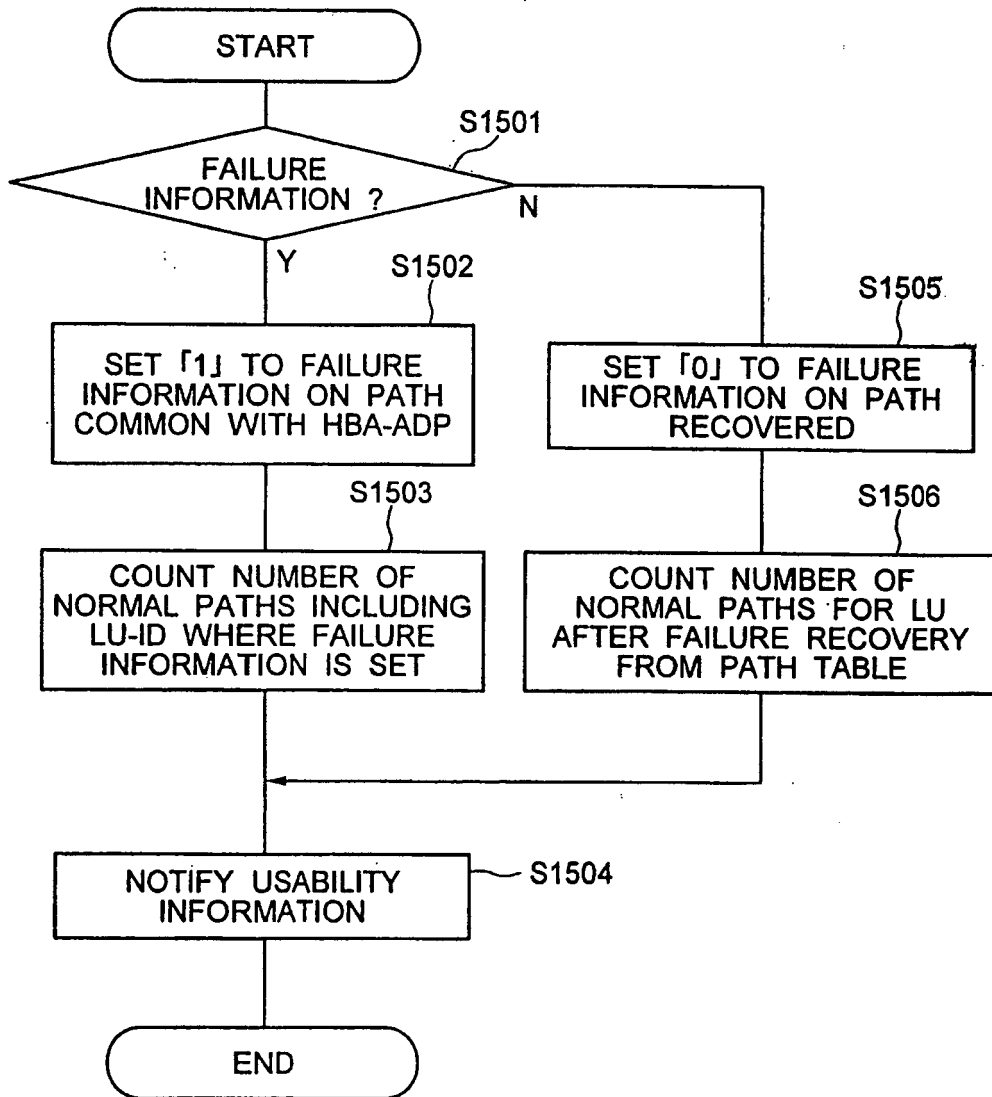 START
S1501
FAILURE
INFORMATION ?
N
Y
S1502
SET「1」TO FAILURE
INFORMATION ON PATH
COMMON WITH HBA-ADP
S1505
SET「0」TO FAILURE
INFORMATION ON PATH
RECOVERED
S1503
COUNT NUMBER OF
NORMAL PATHS INCLUDING
LU-ID WHERE FAILURE
INFORMATION IS SET
S1506
COUNT NUMBER OF
NORMAL PATHS FOR LU
AFTER FAILURE RECOVERY
FROM PATH TABLE
NOTIFY USABILITY
INFORMATION
S1504
END